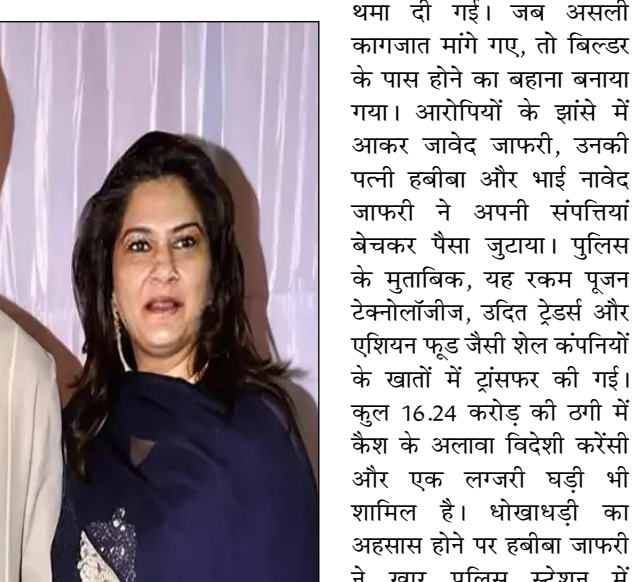 थमा दी गई। जब असली
कागजात मांगे गए, तो बिल्डर
के पास होने का बहाना बनाया
गया। आरोपियों के झांसे में
आकर जावेद जाफरी, उनकी
पत्नी हबीबा और भाई नावेद
जाफरी ने अपनी संपत्तियां
बेचकर पैसा जुटाया। पुलिस
के मुताबिक, यह रकम पूजन
टेक्नोलॉजीज, उदित ट्रेडर्स और
एशियन फूड जैसी शेल कंपनियों
के खातों में ट्रांसफर की गई।
कुल 16.24 करोड़ की ठगी में
कैश के अलावा विदेशी करेंसी
और एक लग्जरी घड़ी भी
शामिल है। धोखाधड़ी का
अहसास होने पर हबीबा जाफरी
ने खार पुलिस स्टेशन में